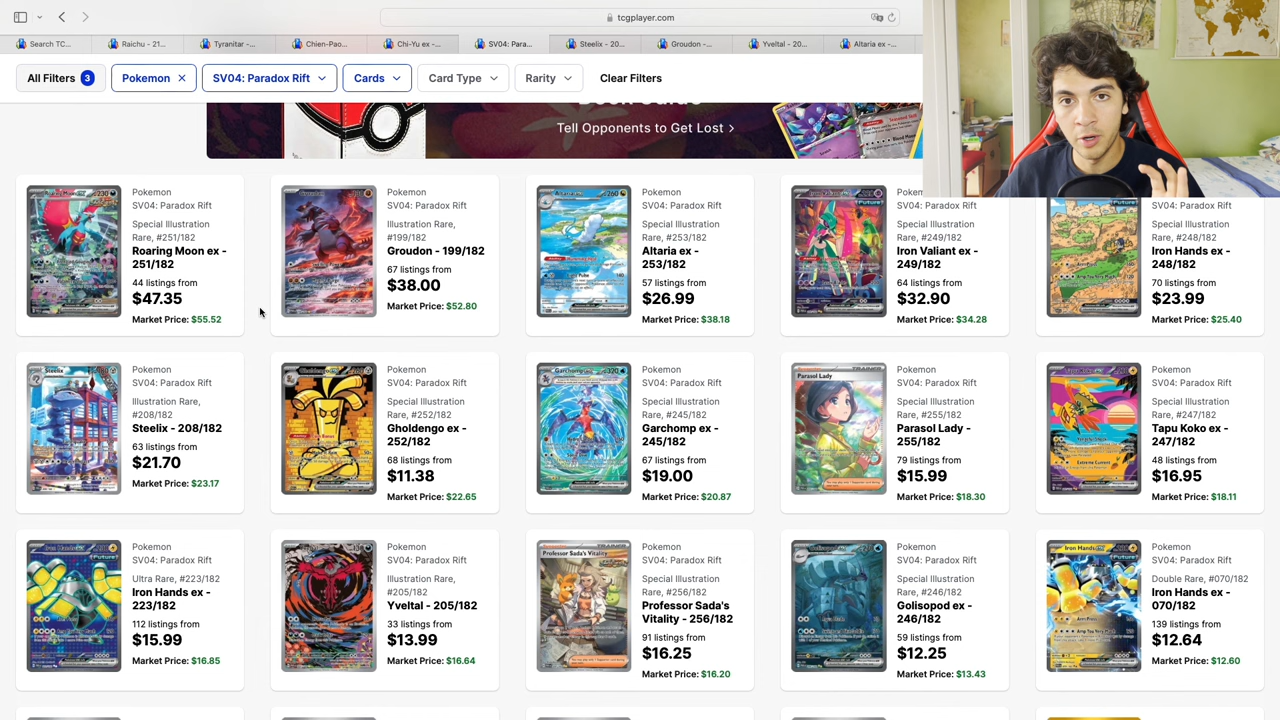 tcgplayer.com
Search TC...
Raichu - 21...
Tyranitar -...
Chien-Pao...
Chi-Yu ex -...
SV04: Para...
Steelix - 20...
Groudon -...
Yveltal - 20...
Altaria ex -...
All Filters 3
Pokemon ×
SV04: Paradox Rift
Cards
Card Type
Rarity
Clear Filters
Tell Opponents to Get Lost >
Pokemon
SV04: Paradox Rift
Special Illustration
Rare, #251/182
Roaring Moon ex -
251/182
44 listings from
$47.35
Market Price: $55.52
Pokemon
SV04: Paradox Rift
Illustration Rare,
#199/182
Groudon - 199/182
67 listings from
$38.00
Market Price: $52.80
Pokemon
SV04: Paradox Rift
Special Illustration
Rare, #253/182
Altaria ex -
253/182
57 listings from
$26.99
Market Price: $38.18
SV04: Paradox Rift
Special Illustration
Rare, #249/182
Iron Valiant ex -
249/182
64 listings from
$32.90
Market Price: $34.28
SV04: Paradox Rift
Special Illustration
Rare, #248/182
Iron Hands ex -
248/182
70 listings from
$23.99
Market Price: $25.40
Pokemon
SV04: Paradox Rift
Illustration Rare,
#208/182
Steelix - 208/182
63 listings from
$21.70
Market Price: $23.17
Pokemon
SV04: Paradox Rift
Special Illustration
Rare, #252/182
Gholdengo ex -
252/182
listings from
$11.38
Market Price: $22.65
Pokemon
SV04: Paradox Rift
Special Illustration
Rare, #245/182
Garchomp ex -
245/182
67 listings from
$19.00
Market Price: $20.87
Parasol Lady
Pokemon
SV04: Paradox Rift
Special Illustration
Rare, #255/182
Parasol Lady -
255/182
79 listings from
$15.99
Market Price: $18.30
Pokemon
SV04: Paradox Rift
Special Illustration
Rare, #247/182
Tapu Koko ex -
247/182
48 listings from
$16.95
Market Price: $18.11
Pokemon
SV04: Paradox Rift
Ultra Rare, #223/182
Iron Hands ex -
223/182
112 listings from
$15.99
Market Price: $16.85
Pokemon
SV04: Paradox Rift
Illustration Rare,
#205/182
Yveltal - 205/182
33 listings from
$13.99
Market Price: $16.64
Professor Sada's Vitality
Pokemon
SV04: Paradox Rift
Special Illustration
Rare, #256/182
Professor Sada's
Vitality - 256/182
91 listings from
$16.25
Market Price: $16.20
Pokemon
SV04: Paradox Rift
Special Illustration
Rare, #246/182
Golisopod ex -
246/182
59 listings from
$12.25
Market Price: $13.43
Iron Hands
Pokemon
SV04: Paradox Rift
Double Rare, #070/182
Iron Hands ex -
070/182
139 listings from
$12.64
Market Price: $12.60